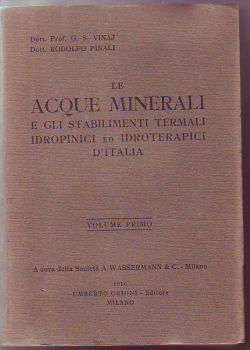 Dott. Prof. G. S. VINAJ
Dott. RODOLFO PINALI
LE
ACQUE MINERALI
E GLI STABILIMENTI TERMALI
IDROPINICI ED IDROTERAPICI
D'ITALIA
VOLUME PRIMO
A cura della Società A. WASSERMANN & C. - Milano
UMBERTO GRIONI - Editore
MILANO